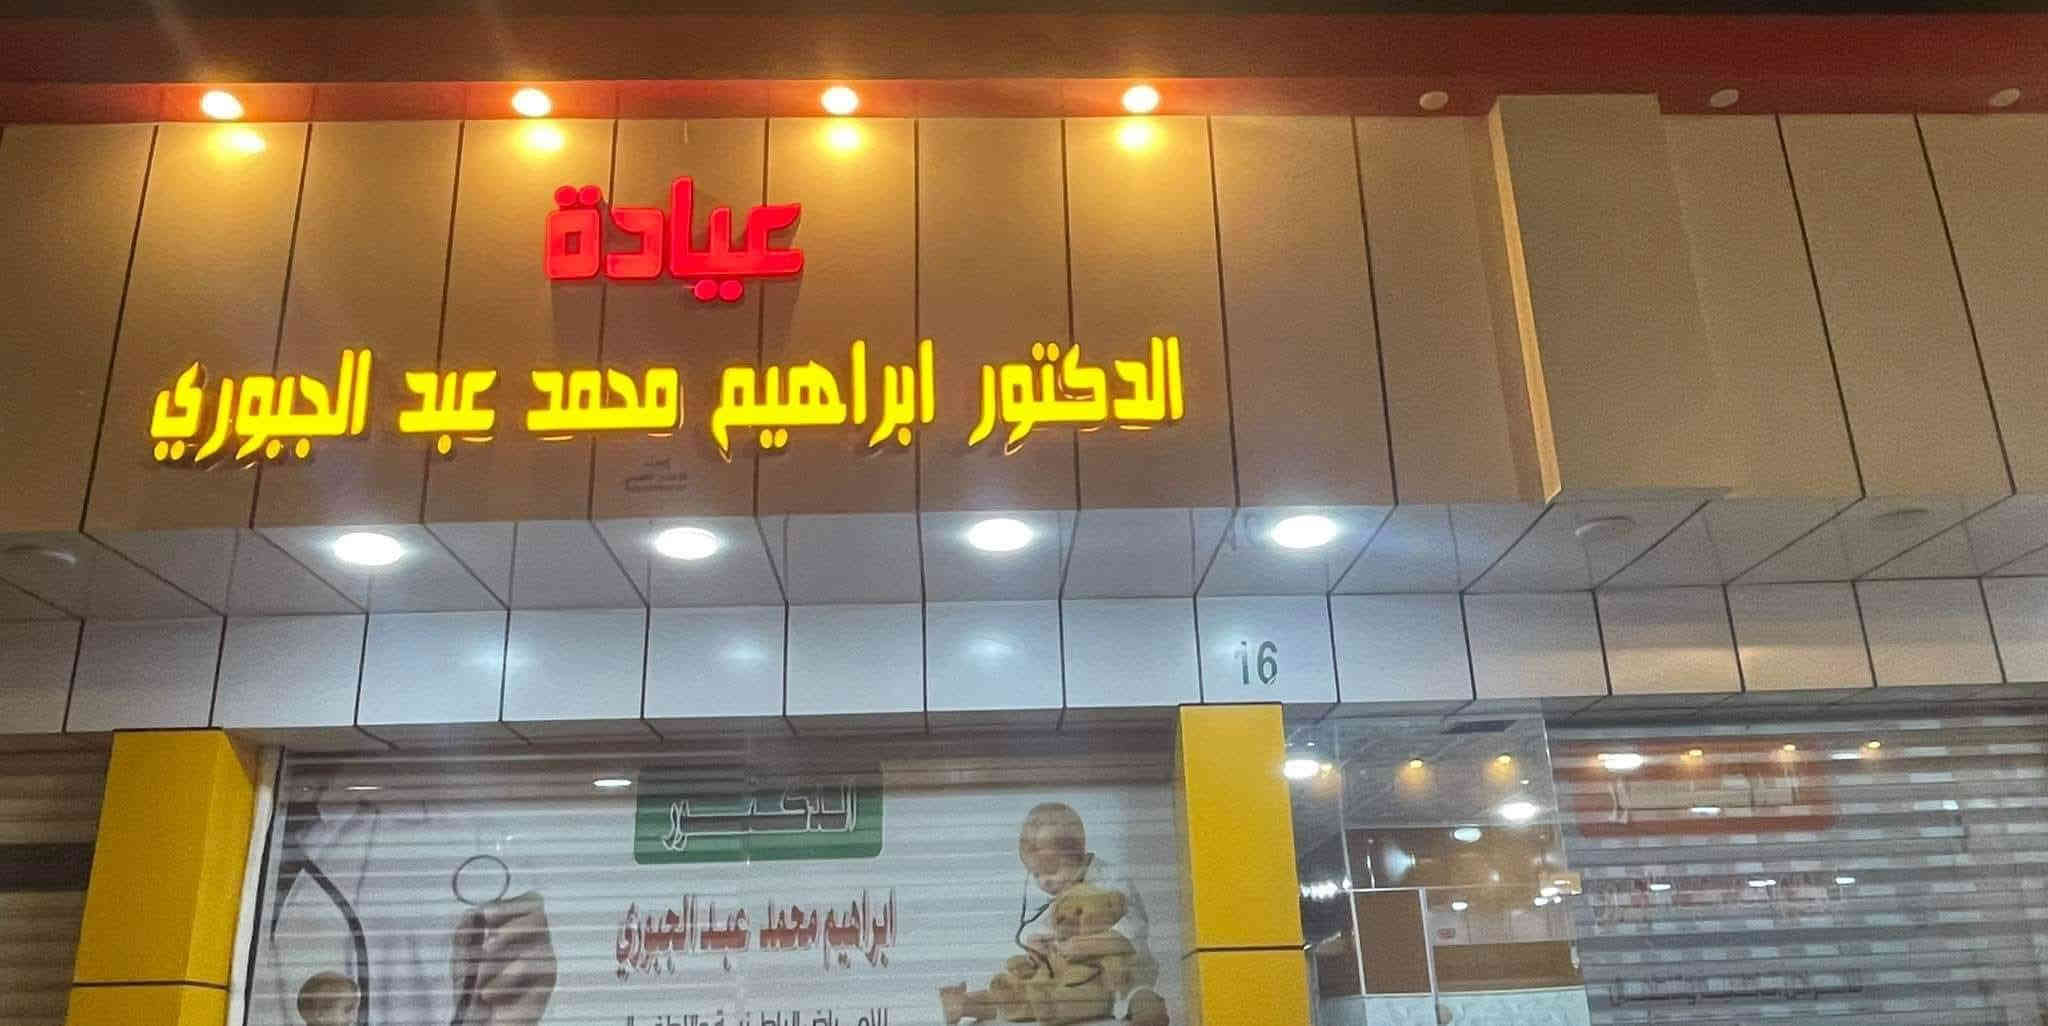 عيادة
الدكتور ابراهيم محمد عبد الجبوري
16
الدكتور
ابراهيم محمد عبد الجبوري